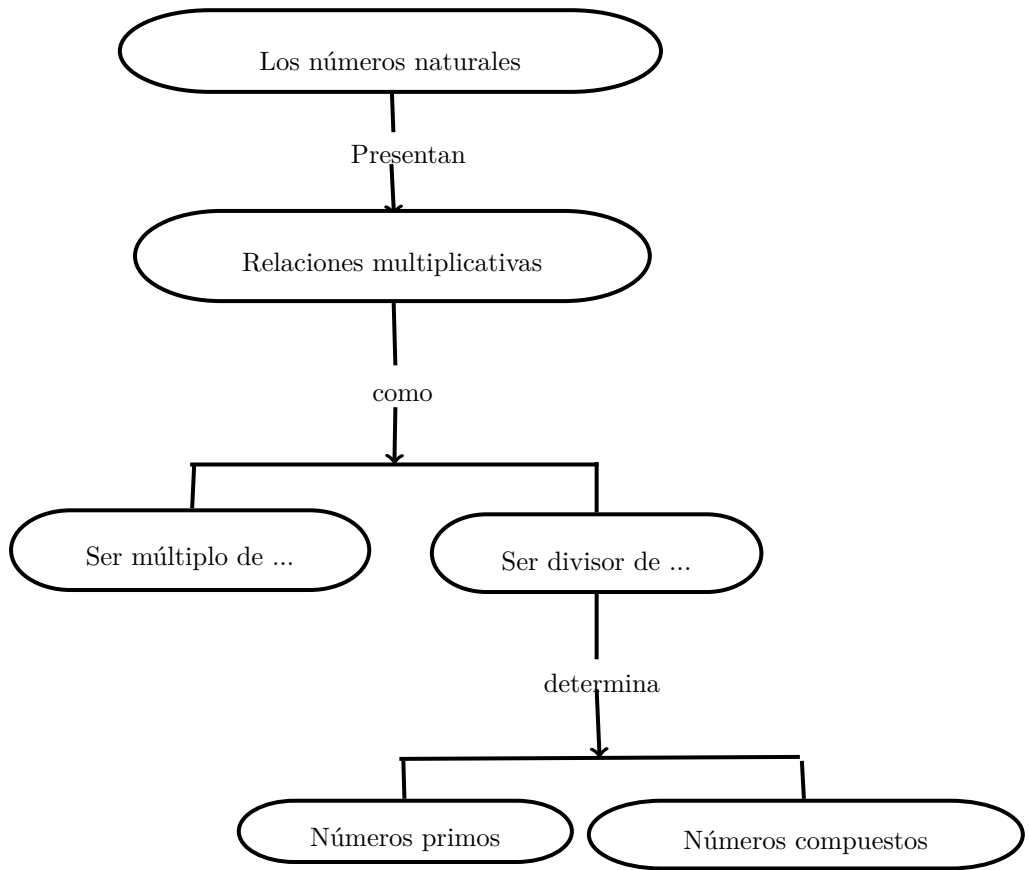 Los números naturales
Presentan
Relaciones multiplicativas
como
Ser múltiplo de ...
Ser divisor de ...
determina
Números primos
Números compuestos